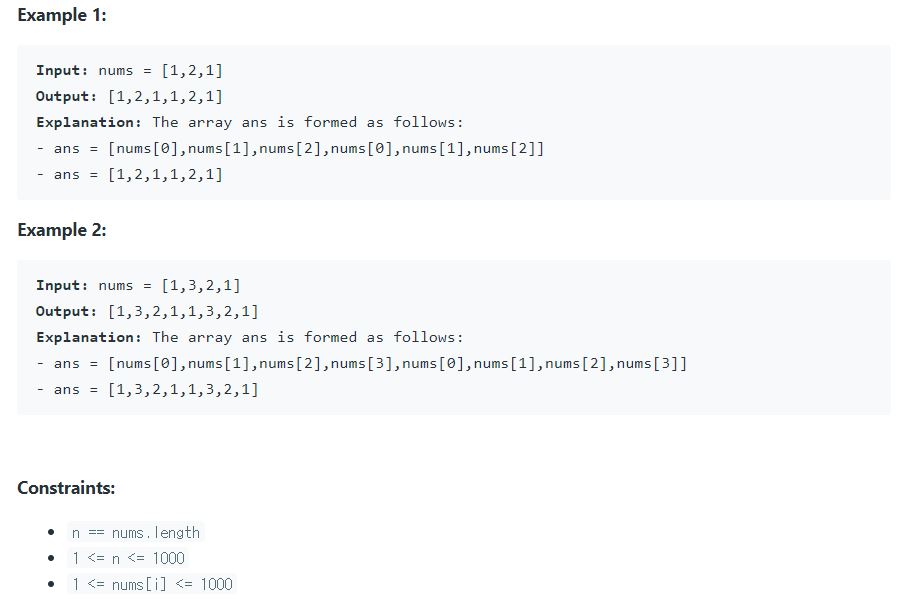 Example 1:
Input: nums = [1,2,1]
Output: [1,2,1,1,2,1]
Explanation: The array ans is formed as follows:
- ans = [nums[0],nums[1],nums[2],nums[0],nums[1],nums[2]]
- ans = [1,2,1,1,2,1]
Example 2:
Input: nums = [1,3,2,1]
Output: [1,3,2,1,1,3,2,1]
Explanation: The array ans is formed as follows:
- ans = [nums[0],nums[1],nums[2],nums[3],nums[0],nums[1],nums[2],nums[3]]
- ans = [1,3,2,1,1,3,2,1]
Constraints:
• n == nums.length
• 1 <= n <= 1000
• 1 <= nums[i] <= 1000